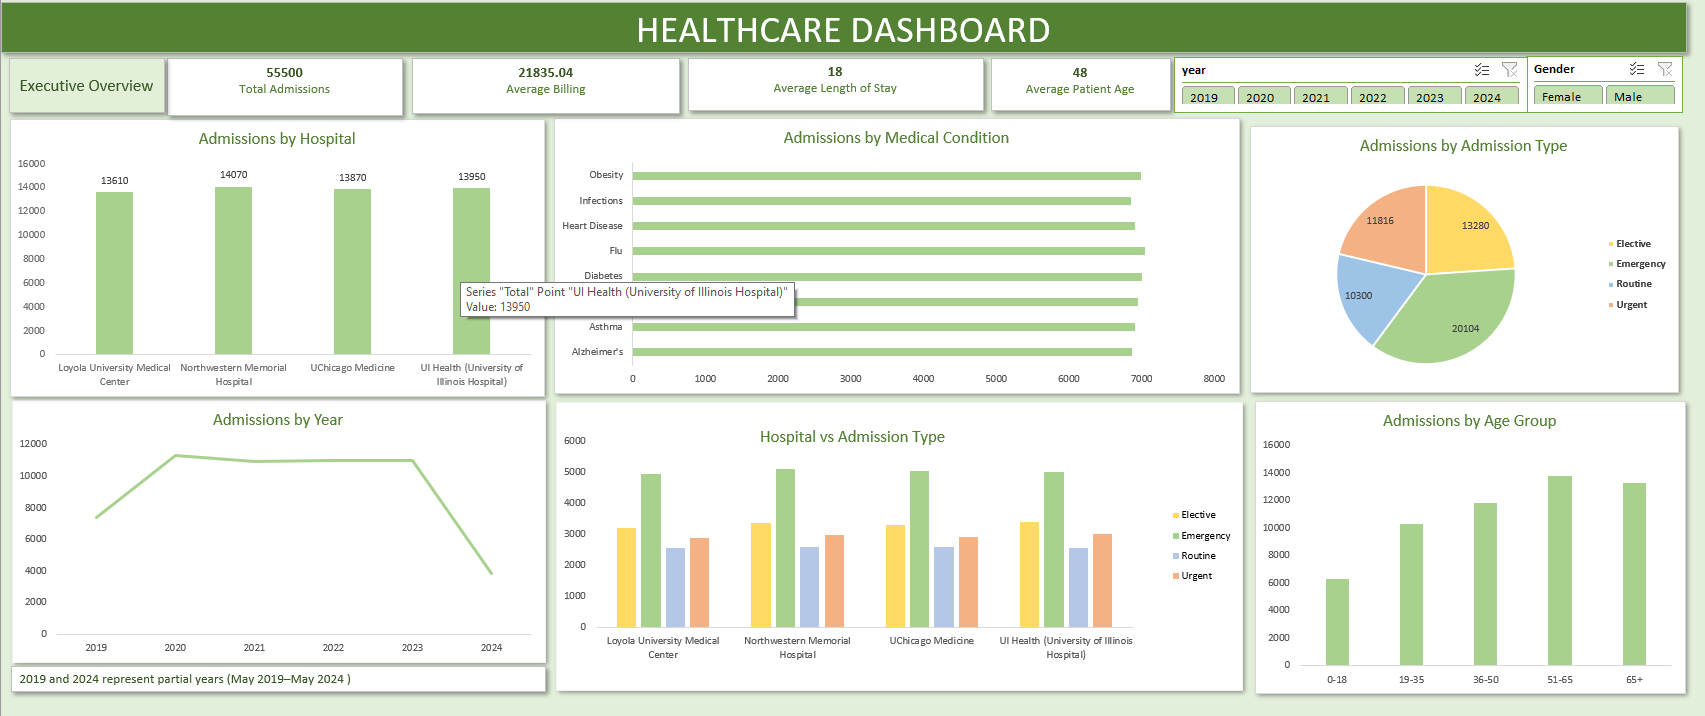 HEALTHCARE DASHBOARD
Executive Overview
55500
Total Admissions
21835.04
Average Billing
18
Average Length of Stay
48
Average Patient Age
year
2019 2020 2021 2022 2023 2024
Gender
Female Male
Admissions by Hospital
16000
14000
12000
10000
8000
6000
4000
2000
0
13610
14070
13870
13950
Loyola University Medical
Center
Northwestern Memorial
Hospital
UChicago Medicine
UI Health (University of
Illinois Hospital)
Series "Total" Point "UI Health (University of Illinois Hospital)"
Value: 13950
Admissions by Medical Condition
Obesity
Infections
Heart Disease
Flu
Diabetes
Asthma
Alzheimer's
0 1000 2000 3000 4000 5000 6000 7000 8000
Admissions by Admission Type
11816
13280
10300
20104
Elective
Emergency
Routine
Urgent
Admissions by Year
12000
10000
8000
6000
4000
2000
0
2019 2020 2021 2022 2023 2024
2019 and 2024 represent partial years (May 2019–May 2024 )
Hospital vs Admission Type
6000
5000
4000
3000
2000
1000
0
Loyola University Medical
Center
Northwestern Memorial
Hospital
UChicago Medicine
UI Health (University of Illinois
Hospital)
Elective
Emergency
Routine
Urgent
Admissions by Age Group
16000
14000
12000
10000
8000
6000
4000
2000
0
0-18 19-35 36-50 51-65 65+